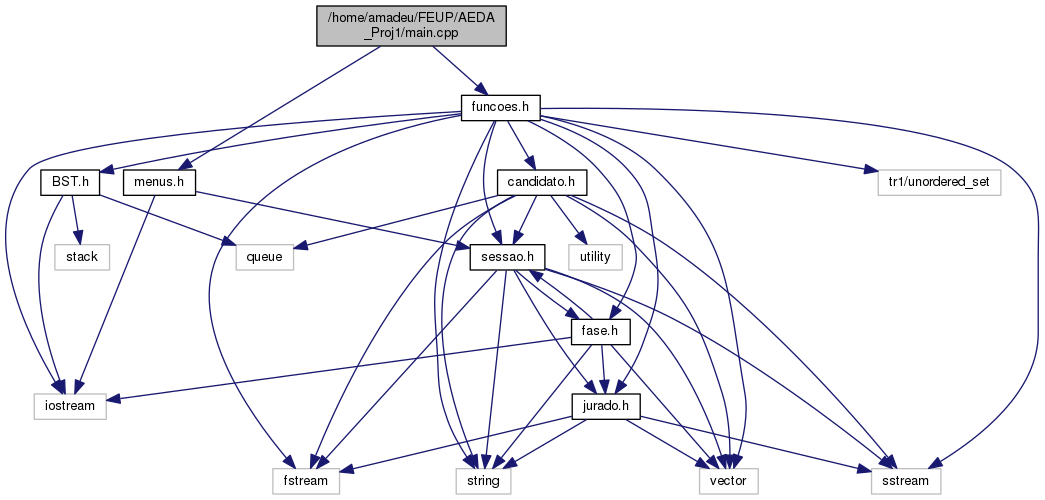 /home/amadeu/FEUP/AEDA
_Proj1/main.cpp
funcoes.h
BST.h
menus.h
candidato.h
tr1/unordered_set
stack
queue
sessao.h
utility
fase.h
iostream
jurado.h
fstream
string
vector
sstream